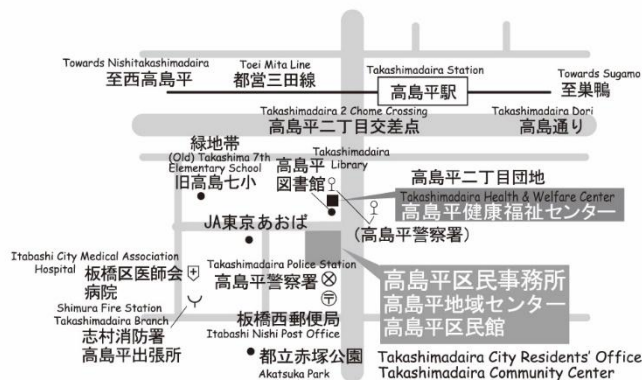 Towards Nishitakashimadaira
至西高島平
Toei Mita Line
都営三田線
Takashimadaira Station
高島平駅
Towards Sugamo
至巣鴨
Takashimadaira 2 Chome Crossing
高島平二丁目交差点
Takashimadaira Dori
高島通り
緑地帯
(Old) Takashima 7th
Elementary School
旧高島七小
Takashimadaira
Library
高島平
図書館
高島平二丁目団地
Takashimadaira Health & Welfare Center
高島平健康福祉センター
(高島平警察署)
JA東京あおば
Itabashi City Medical Association
Hospital
板橋区医師会
病院
Takashimadaira Police Station
高島平警察署
高島平区民事務所
高島平地域センター
高島平区民館
Shimura Fire Station
Takashimadaira Branch
志村消防署
高島平出張所
板橋西郵便局
Itabashi Nishi Post Office
都立赤塚公園
Akatsuka Park
Takashimadaira City Residents' Office
Takashimadaira Community Center